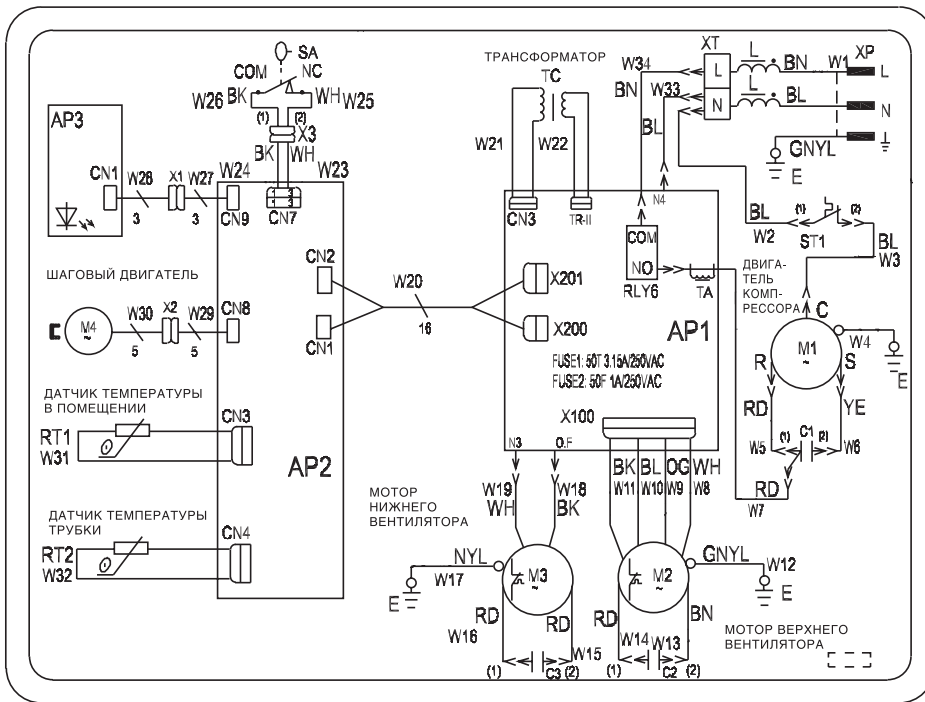 SA
COM NC
W26 BK WH W25
(1) (2)
X3
BK WH
W24 W23
AP3
CN1
W28 X1 W27
3 3
CN9
CN7
ТРАНСФОРМАТОР
TC
W21 W22
CN3
TR-II
W34
BN
W33
BL
N4
XT
L
N
L
BN
W1
XP
L
L
BL
N
GNYL
E
BL
W2
(1) (2)
ST1
BL
W3
ШАГОВЫЙ ДВИГАТЕЛЬ
M4
~
W30 X2 W29
5 5
CN8
CN2
CN1
W20
16
X201
X200
COM
NO
RLY6
TA
AP1
FUSE1: 50T 3.15A/250VAC
FUSE2: 50F 1A/250VAC
X100
N3
O.F
ДВИГА-
ТЕЛЬ
КОМП-
РЕССОРА
C
M1
~
W4
E
R S
RD YE
(1) C1 (2)
W5 W6
RD
W7
ДАТЧИК ТЕМПЕРАТУРЫ
В ПОМЕЩЕНИИ
RT1
W31
CN3
AP2
ДАТЧИК ТЕМПЕРАТУРЫ
ТРУБКИ
RT2
W32
CN4
МОТОР
НИЖНЕГО
ВЕНТИЛЯТОРА
W19 W18
WH BK
BK BL OG WH
W11 W10 W9 W8
NYL
W17
E
M3
~
RD RD
W16 W15
(1) C3 (2)
M2
~
GNYL
W12
E
RD BN
W14 W13
(1) C2 (2)
МОТОР ВЕРХНЕГО
ВЕНТИЛЯТОРА